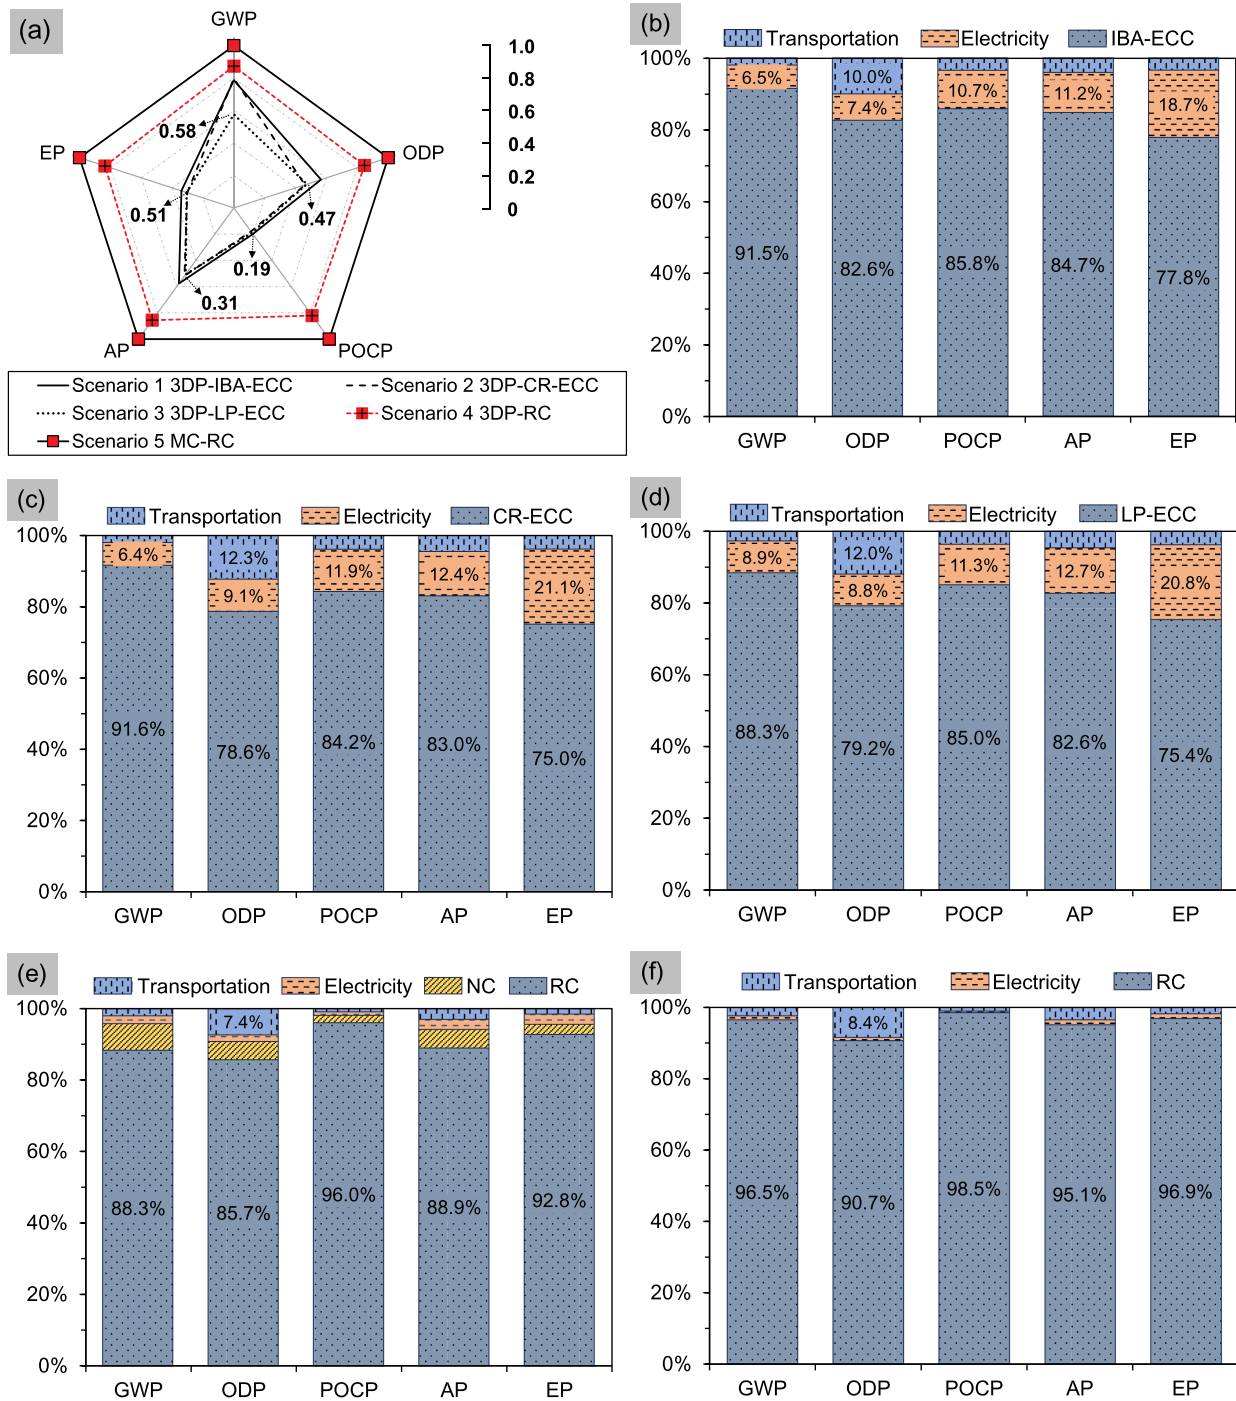 (a)
GWP
1.0
0.8
0.6
0.4
0.2
0
0.58
EP
ODP
0.51
0.47
0.19
0.31
AP
POCP
Scenario 1 3DP-IBA-ECC
Scenario 2 3DP-CR-ECC
Scenario 3 3DP-LP-ECC
Scenario 4 3DP-RC
Scenario 5 MC-RC
(b)
Transportation Electricity IBA-ECC
100%
80%
60%
40%
20%
0%
6.5% 10.0% 10.7% 11.2% 18.7%
7.4%
91.5% 82.6% 85.8% 84.7% 77.8%
GWP ODP POCP AP EP
(c)
Transportation Electricity CR-ECC
100%
80%
60%
40%
20%
0%
6.4% 12.3% 11.9% 12.4% 21.1%
9.1%
91.6% 78.6% 84.2% 83.0% 75.0%
GWP ODP POCP AP EP
(d)
Transportation Electricity LP-ECC
100%
80%
60%
40%
20%
0%
8.9% 12.0% 11.3% 12.7% 20.8%
8.8%
88.3% 79.2% 85.0% 82.6% 75.4%
GWP ODP POCP AP EP
(e)
Transportation Electricity NC RC
100%
80%
60%
40%
20%
0%
7.4%
88.3% 85.7% 96.0% 88.9% 92.8%
GWP ODP POCP AP EP
(f)
Transportation Electricity RC
100%
80%
60%
40%
20%
0%
8.4%
96.5% 90.7% 98.5% 95.1% 96.9%
GWP ODP POCP AP EP